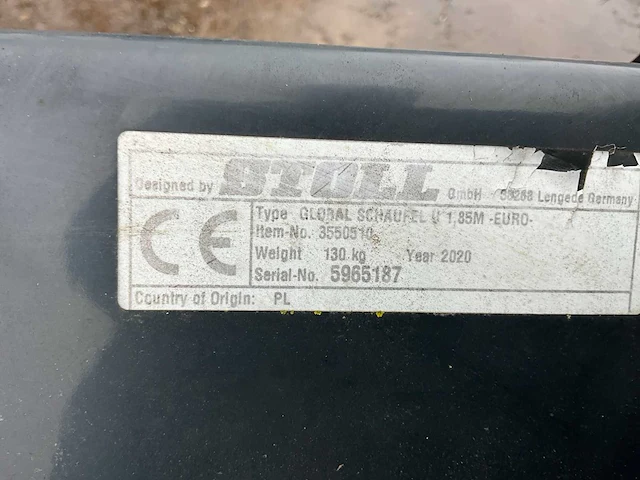 Designed by STOLL GmbH 38268 Lengede Germany
CE
Type GLOBAL SCHAUFEL U 1,85M -EURO-
Item-No. 3550510
Weight 130 kg Year 2020
Serial-No. 5965187
Country of Origin: PL